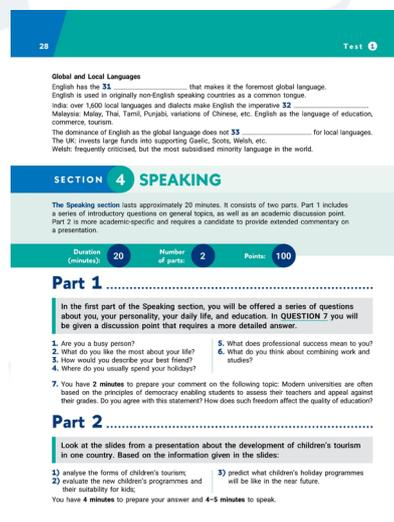 28
Test 1
Global and Local Languages
English has the 31 ______________ that makes it the foremost global language.
English is used in originally non-English speaking countries as a common tongue.
India: over 1,600 local languages and dialects make English the imperative 32 ______________.
Malaysia: Malay, Thai, Tamil, Punjabi, variations of Chinese, etc. English as the language of education,
commerce, tourism.
The dominance of English as the global language does not 33 ______________ for local languages.
The UK: invests large funds into supporting Gaelic, Scots, Welsh, etc.
Welsh: frequently criticised, but the most subsidised minority language in the world.
SECTION 4 SPEAKING
The Speaking section lasts approximately 20 minutes. It consists of two parts. Part 1 includes
a series of introductory questions on general topics, as well as an academic discussion point.
Part 2 is more academic-specific and requires a candidate to provide extended commentary on
a presentation.
Duration (minutes): 20
Number of parts: 2
Points: 100
Part 1
In the first part of the Speaking section, you will be offered a series of questions
about you, your personality, your daily life, and education. In QUESTION 7 you will
be given a discussion point that requires a more detailed answer.
1. Are you a busy person?
2. What do you like the most about your life?
3. How would you describe your best friend?
4. Where do you usually spend your holidays?
5. What does professional success mean to you?
6. What do you think about combining work and
studies?
7. You have 2 minutes to prepare your comment on the following topic: Modern universities are often
based on the principles of democracy enabling students to assess their teachers and appeal against
their grades. Do you agree with this statement? How does such freedom affect the quality of education?
Part 2
Look at the slides from a presentation about the development of children's tourism
in one country. Based on the information given in the slides:
1) analyse the forms of children's tourism;
2) evaluate the new children's programmes and
their suitability for kids;
3) predict what children's holiday programmes
will be like in the near future.
You have 4 minutes to prepare your answer and 4–5 minutes to speak.